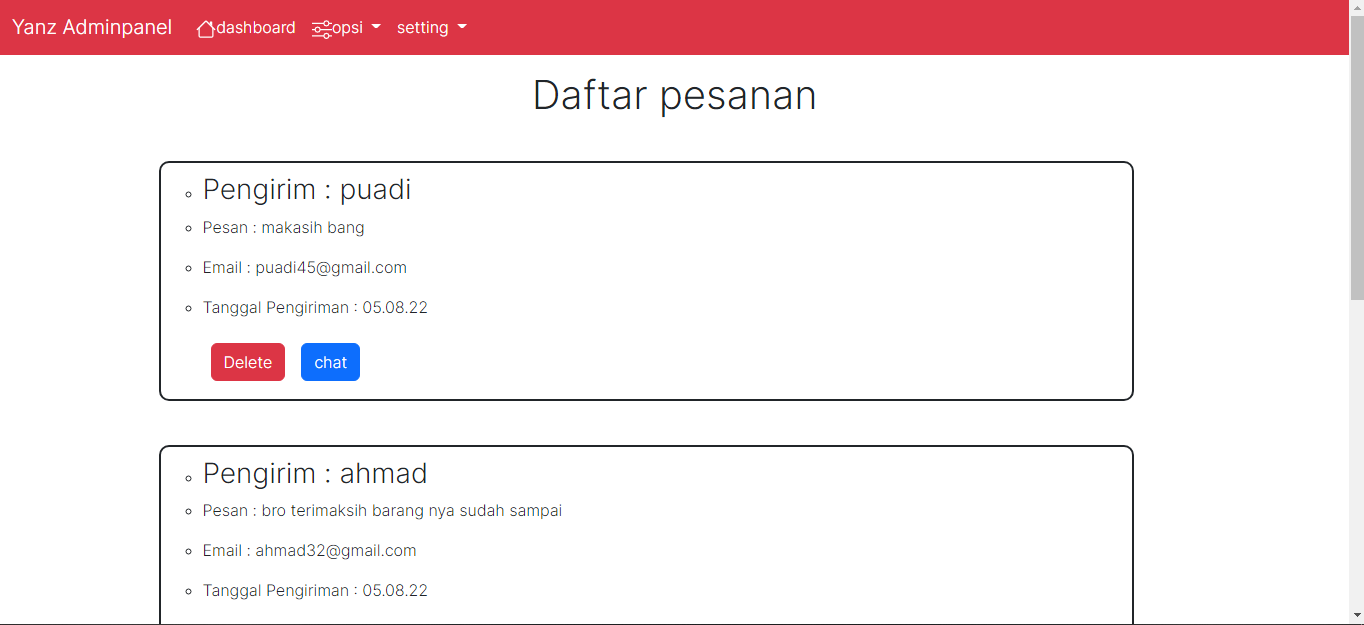 Yanz Adminpanel dashboard opsi setting
Daftar pesanan
Pengirim : puadi
Pesan : makasih bang
Email : puadi45@gmail.com
Tanggal Pengiriman : 05.08.22
Delete chat
Pengirim : ahmad
Pesan : bro terimaksih barang nya sudah sampai
Email : ahmad32@gmail.com
Tanggal Pengiriman : 05.08.22